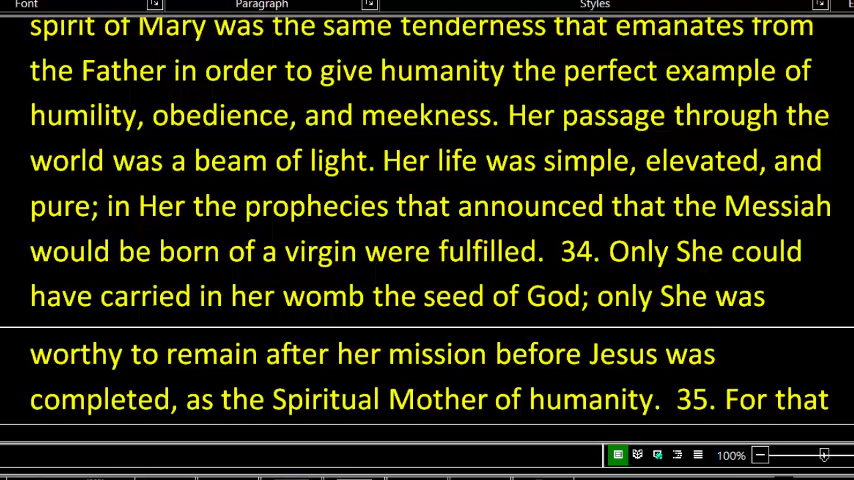 Font Paragraph Styles
spirit of Mary was the same tenderness that emanates from
the Father in order to give humanity the perfect example of
humility, obedience, and meekness. Her passage through the
world was a beam of light. Her life was simple, elevated, and
pure; in Her the prophecies that announced that the Messiah
would be born of a virgin were fulfilled.  34. Only She could
have carried in her womb the seed of God; only She was
worthy to remain after her mission before Jesus was
completed, as the Spiritual Mother of humanity.  35. For that
100%